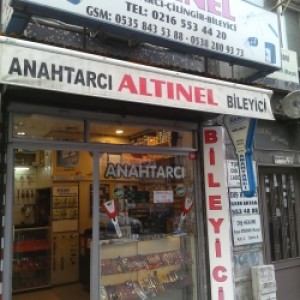 ALTINEL
ANAHTARCI-ÇİLİNGİR-BİLEYİCİ
TEL: 0216 553 44 20
GSM: 0535 843 53 88 - 0538 280 93 73
ANAHTARCI ALTINEL BİLEYİCİ
ANAHTARCI
BİLEYİCİ